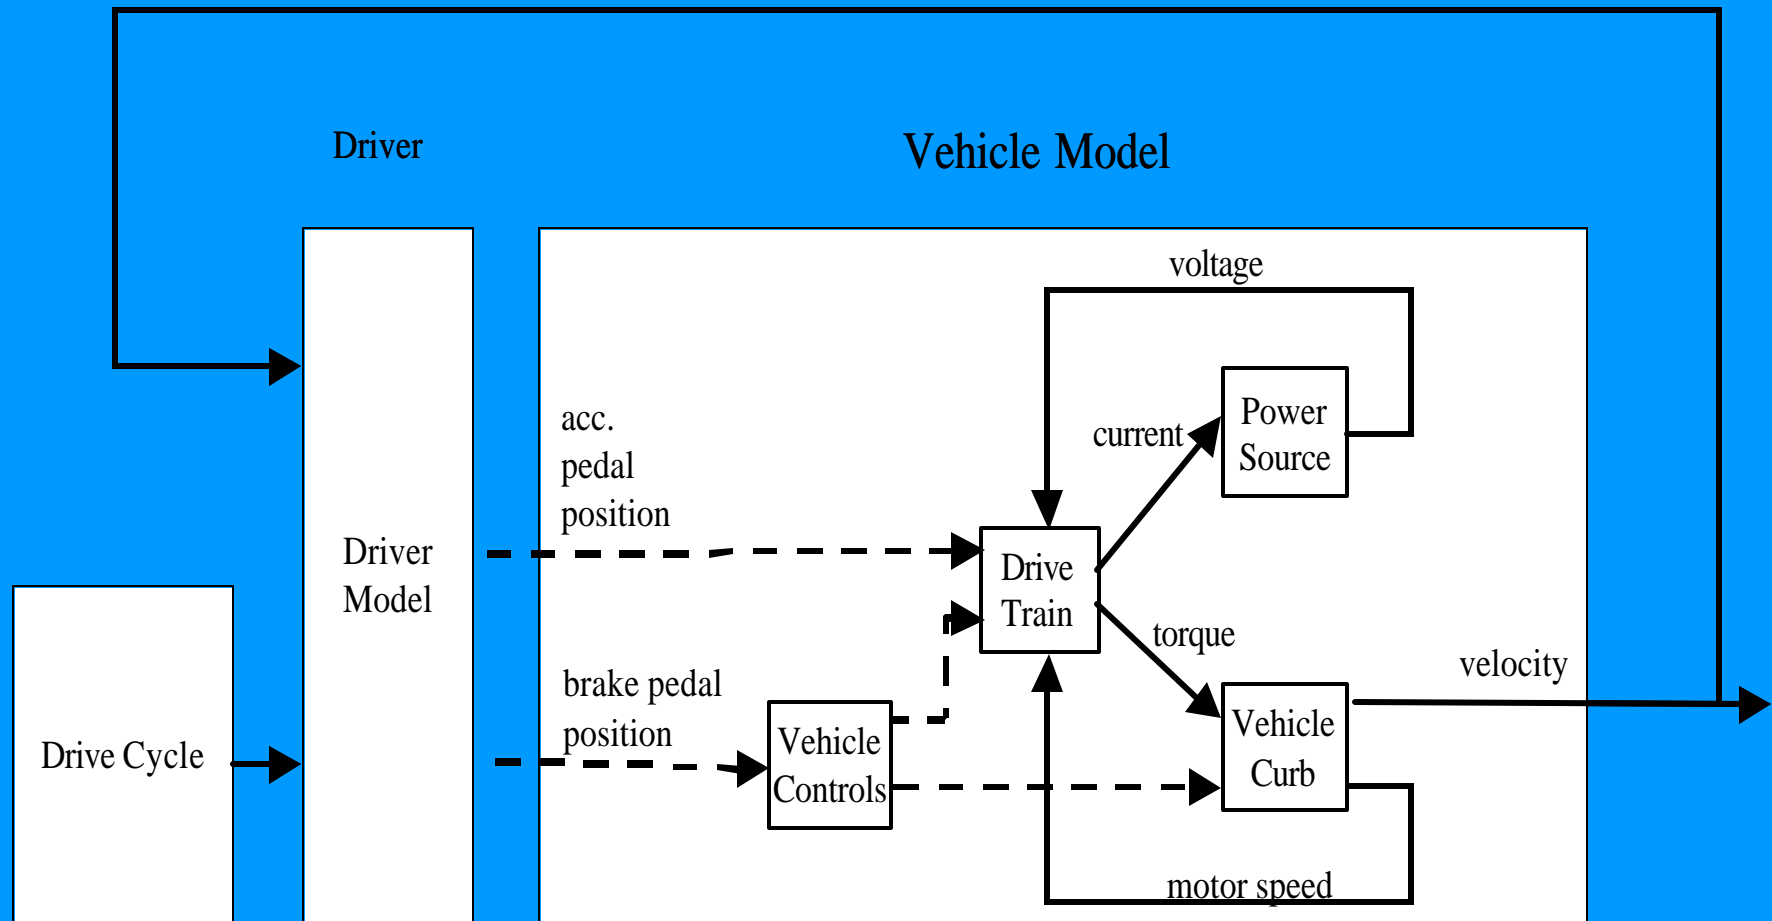 Driver
Vehicle Model
voltage
acc.
pedal
position
current
Power
Source
Driver
Model
Drive
Train
torque
velocity
brake pedal
position
Drive Cycle
Vehicle
Controls
Vehicle
Curb
motor speed